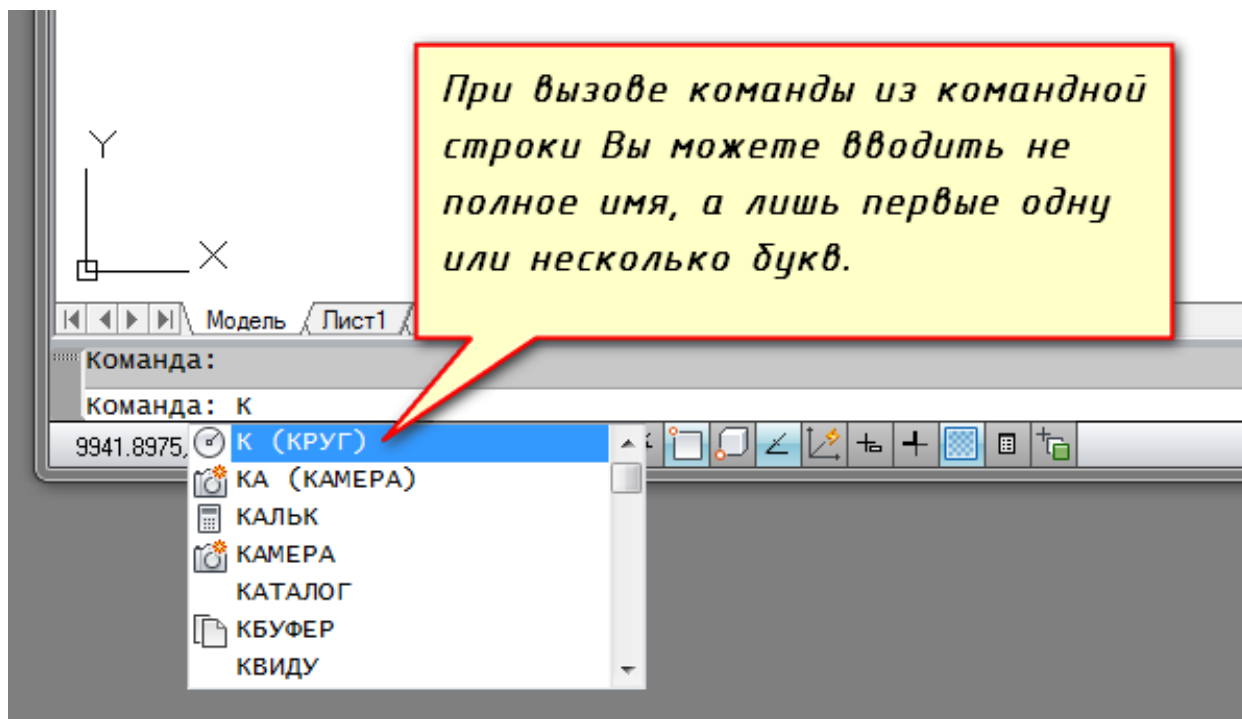 При вызове команды из командной
строки Вы можете вводить не
полное имя, а лишь первые одну
или несколько букв.
Y
X
Модель Лист1
Команда:
Команда: К
9941.8975,
К (КРУГ)
КА (КАМЕРА)
КАЛЬК
КАМЕРА
КАТАЛОГ
КБУФЕР
КВИДУ